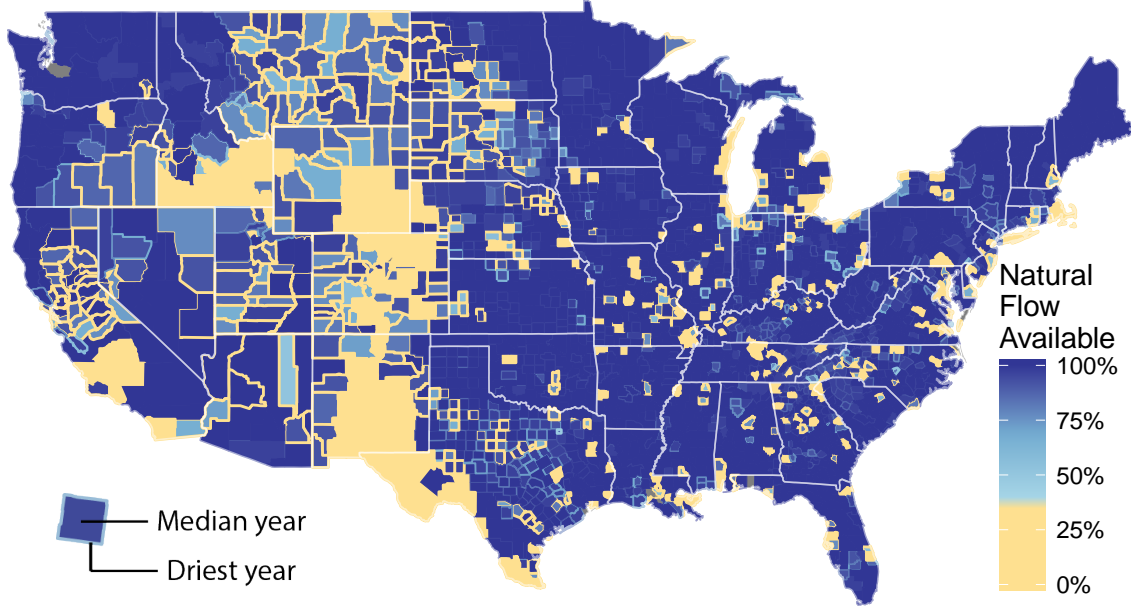 Natural
Flow
Available
100%
75%
50%
25%
0%
Median year
Driest year